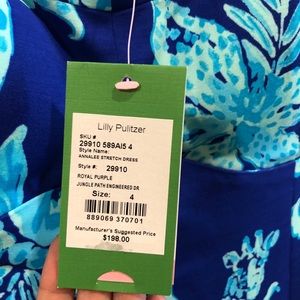 Lilly Pulitzer
SKU #
29910 589AI5 4
Style Name:
ANNALEE STRETCH DRESS
Style #: 29910
ROYAL PURPLE
JUNGLE PATH ENGINEERED DR
Size: 4
889069 370701
Manufacturer's Suggested Price
$198.00